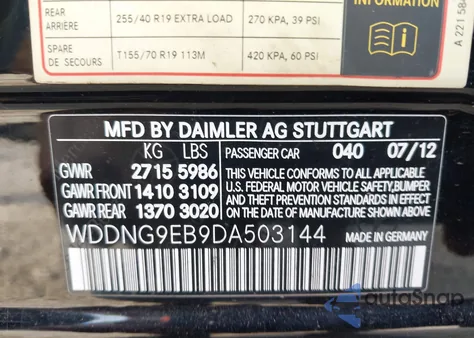 REAR
ARRIERE
255/40 R19 EXTRA LOAD
270 KPA, 39 PSI
SPARE
DE SECOURS
T155/70 R19 113M
420 KPA, 60 PSI
A 221 584
MFD BY DAIMLER AG STUTTGART
KG LBS PASSENGER CAR 040 07/12
GVWR 2715 5986 THIS VEHICLE CONFORMS TO ALL APPLICABLE
GAWR FRONT 1410 3109 U.S. FEDERAL MOTOR VEHICLE SAFETY,BUMPER
AND THEFT PREVENTION STANDARDS IN EFFECT
GAWR REAR 1370 3020 ON THE DATE OF MANUFACTURE SHOWN ABOVE
WDDNG9EB9DA503144 MADE IN GERMANY
autoSnap